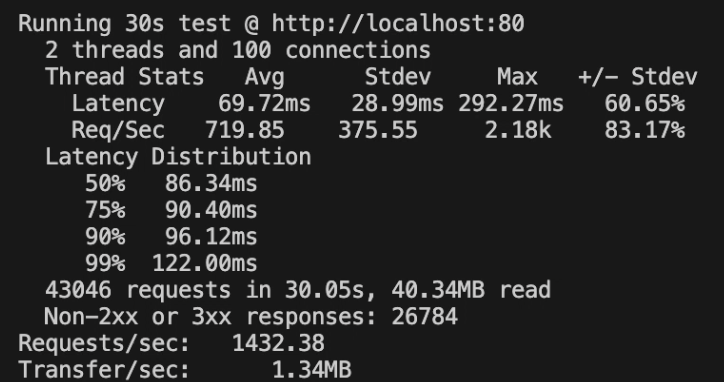 Running 30s test @ http://localhost:80
2 threads and 100 connections
Thread Stats Avg Stdev Max +/- Stdev
Latency 69.72ms 28.99ms 292.27ms 60.65%
Req/Sec 719.85 375.55 2.18k 83.17%
Latency Distribution
50% 86.34ms
75% 90.40ms
90% 96.12ms
99% 122.00ms
43046 requests in 30.05s, 40.34MB read
Non-2xx or 3xx responses: 26784
Requests/sec: 1432.38
Transfer/sec: 1.34MB